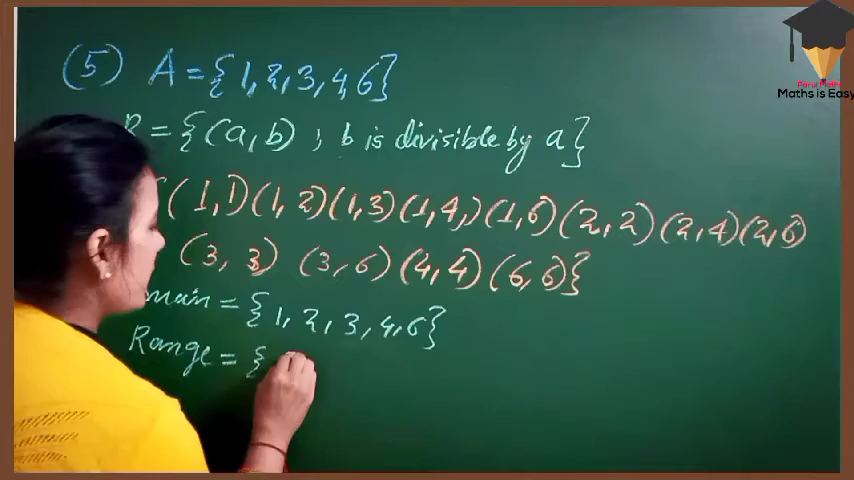 Parul Maths
Maths is Easy
(5) A = {1, 2, 3, 4, 6}
R = {(a, b) ; b is divisible by a}
{(1, 1) (1, 2) (1, 3) (1, 4,) (1, 6) (2, 2) (2, 4) (2, 6)
(3, 3) (3, 6) (4, 4) (6, 6)}
main = {1, 2, 3, 4, 6}
Range = {